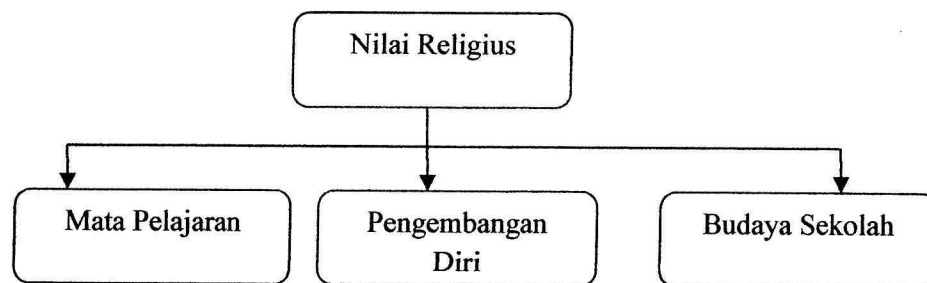 Nilai Religius
Mata Pelajaran
Pengembangan
Diri
Budaya Sekolah